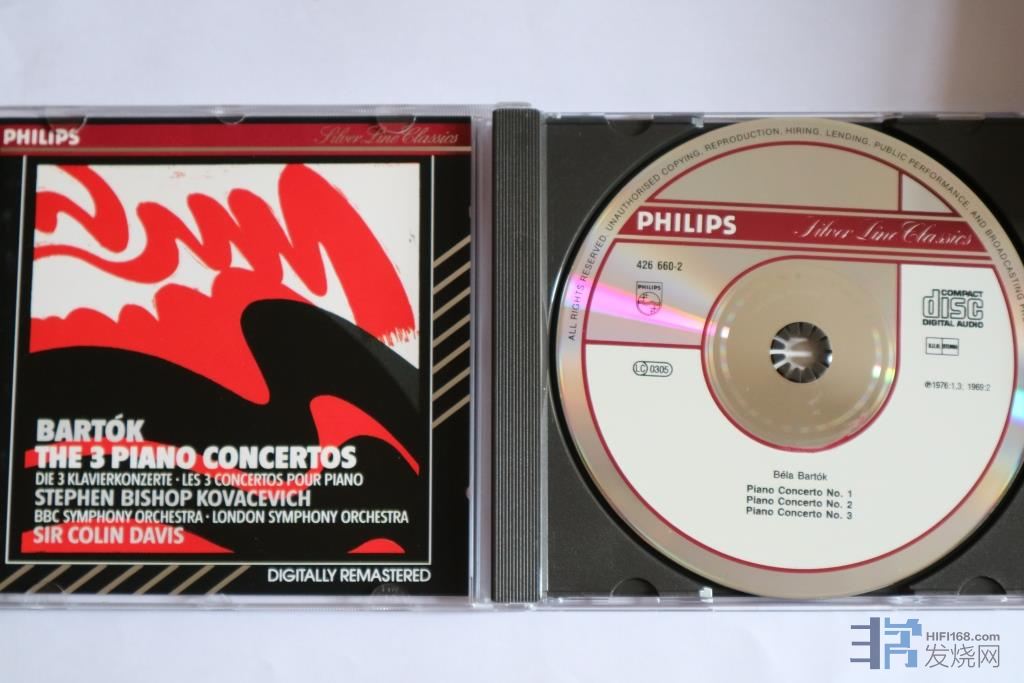 PHILIPS
Silver Line Classics
BARTÓK
THE 3 PIANO CONCERTOS
DIE 3 KLAVIERKONZERTE · LES 3 CONCERTOS POUR PIANO
STEPHEN BISHOP KOVACEVICH
BBC SYMPHONY ORCHESTRA · LONDON SYMPHONY ORCHESTRA
SIR COLIN DAVIS
DIGITALLY REMASTERED
ALL RIGHTS RESERVED. UNAUTHORISED COPYING, REPRODUCTION, HIRING, LENDING, PUBLIC PERFORMANCE, AND BROADCASTING
PHILIPS
Silver Line Classics
426 660-2
PHILIPS
COMPACT
disc
DIGITAL AUDIO
LC 0305
℗1976:1,3; 1969:2
Béla Bartók
Piano Concerto No. 1
Piano Concerto No. 2
Piano Concerto No. 3
HIFI168.com
发烧网